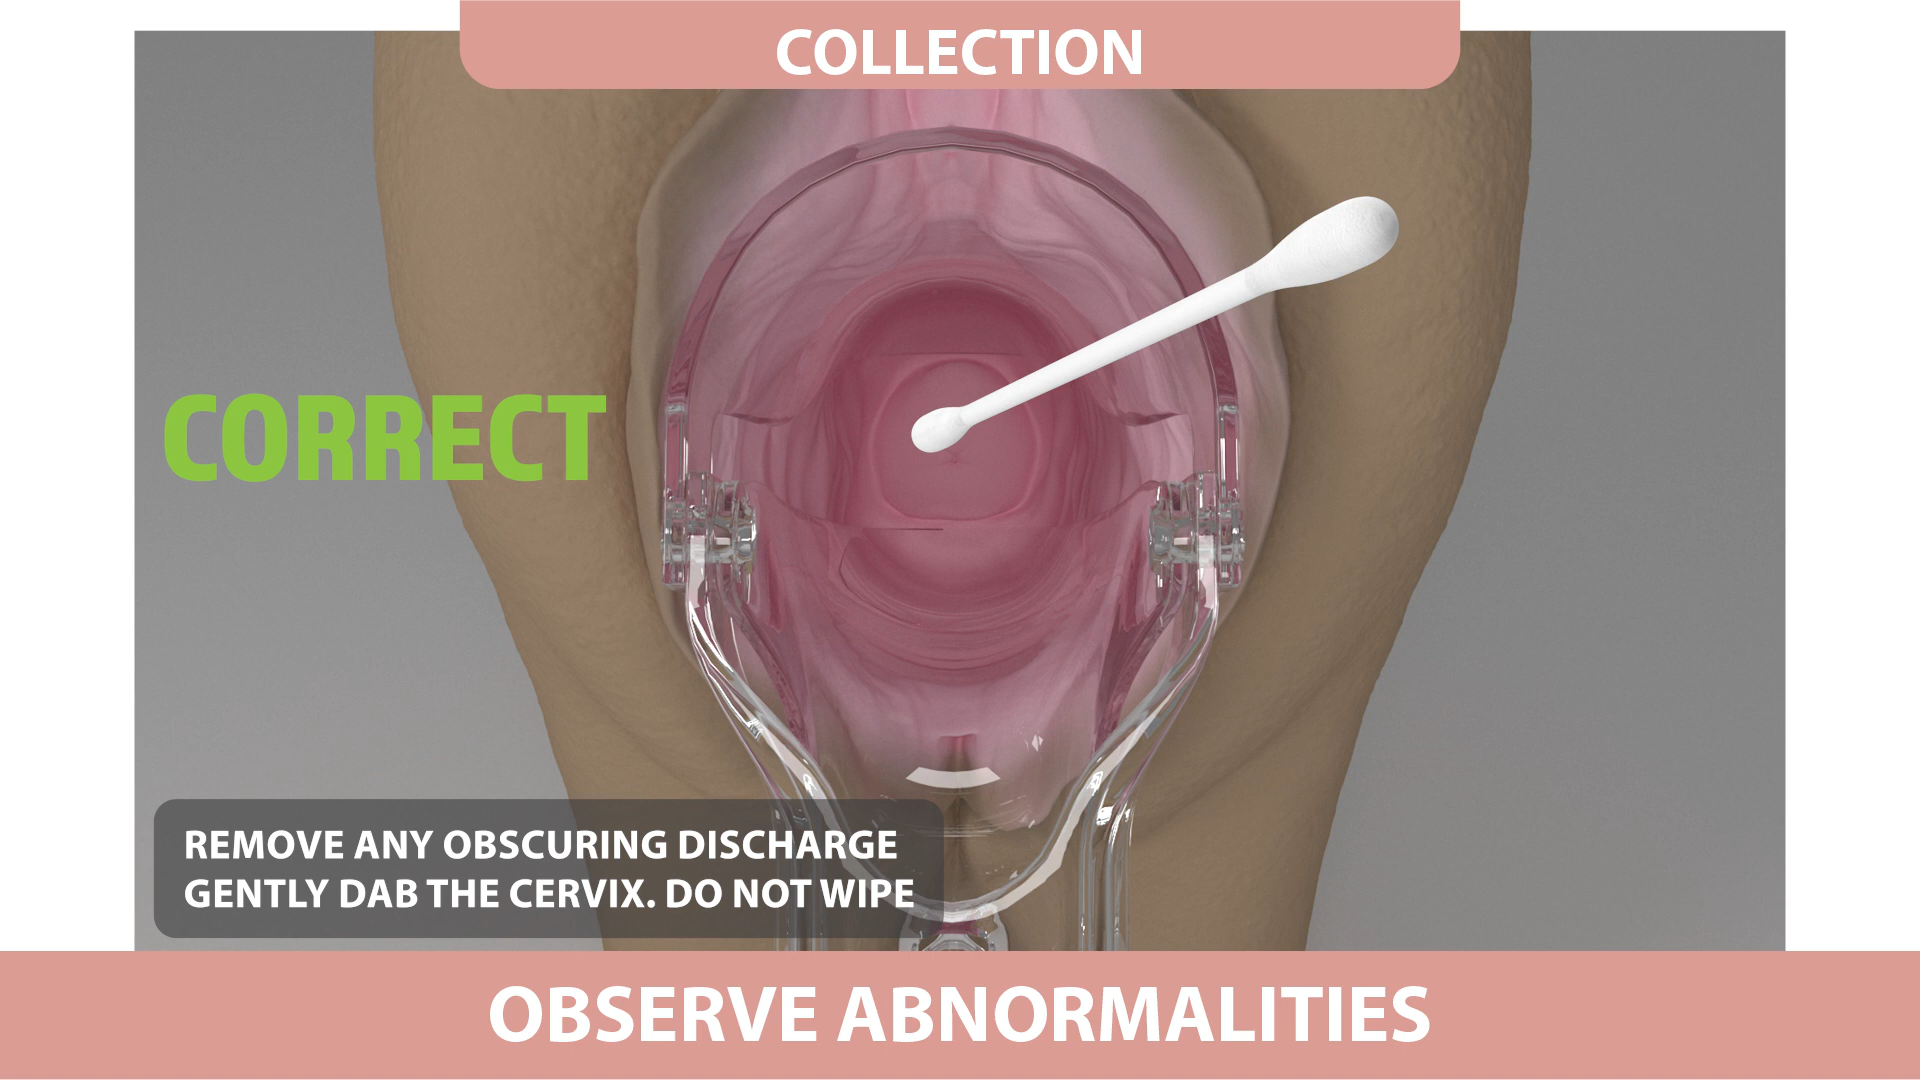 COLLECTION
CORRECT
REMOVE ANY OBSCURING DISCHARGE
GENTLY DAB THE CERVIX. DO NOT WIPE
OBSERVE ABNORMALITIES